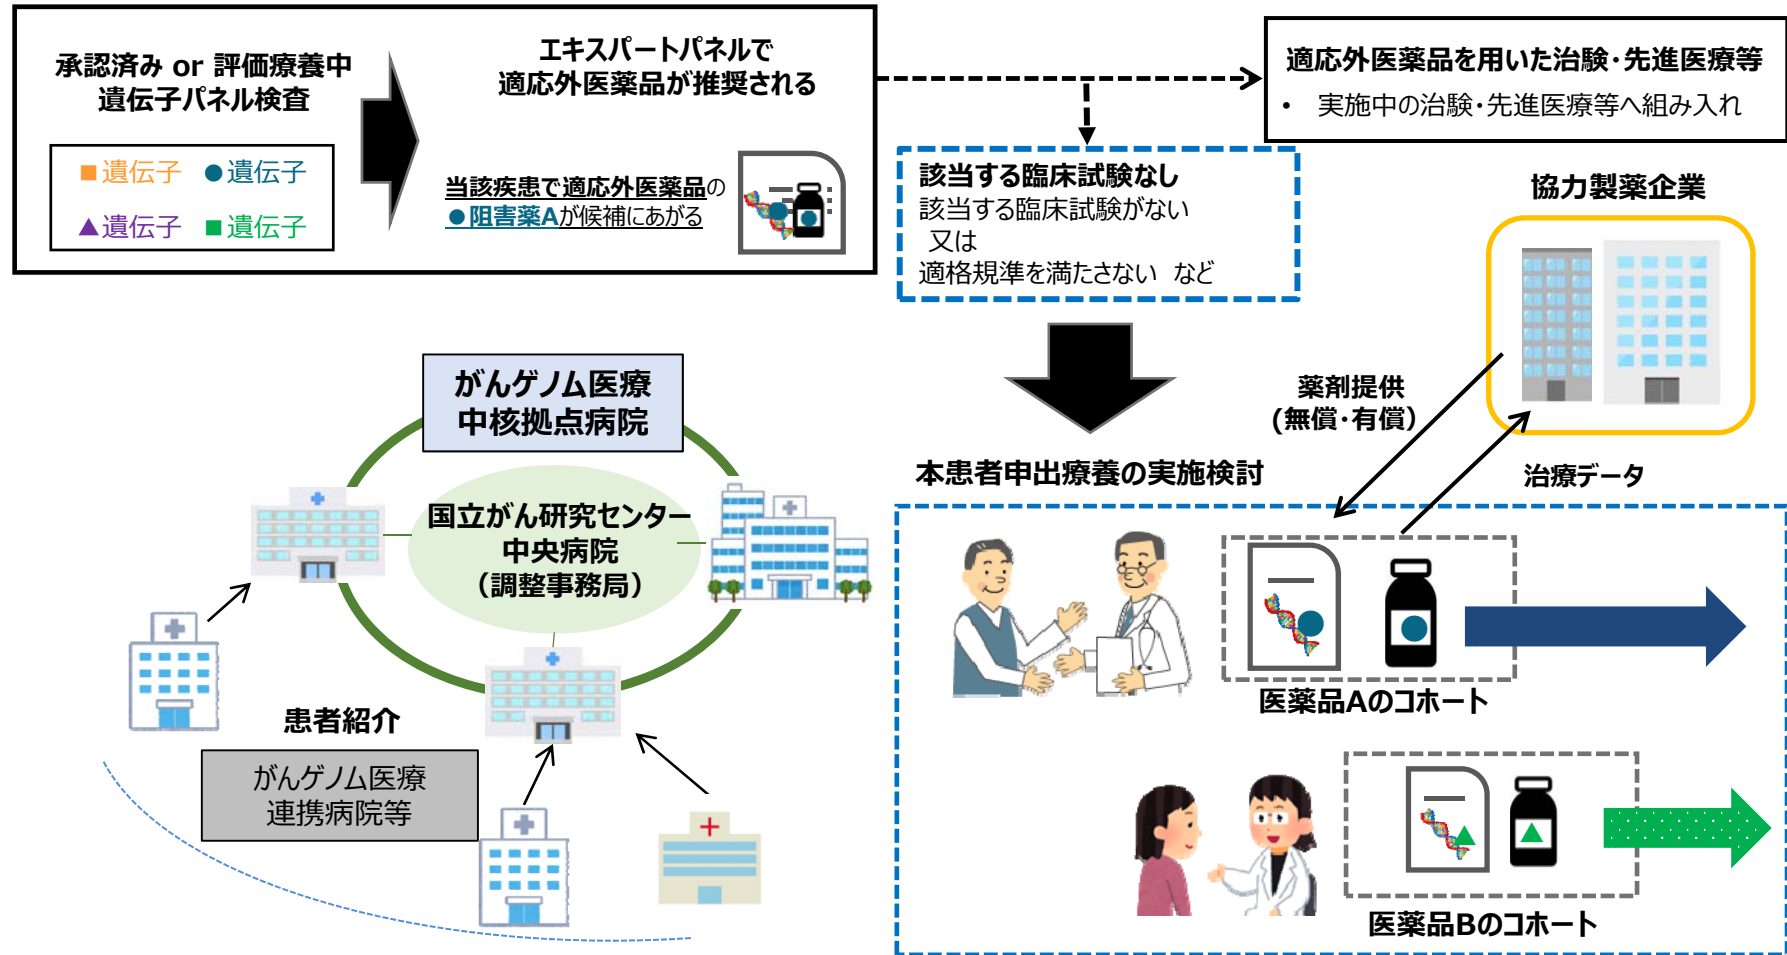 承認済み or 評価療養中
遺伝子パネル検査
■遺伝子 ●遺伝子
▲遺伝子 ■遺伝子
エキスパートパネルで
適応外医薬品が推奨される
当該疾患で適応外医薬品の
●阻害薬Aが候補にあがる
適応外医薬品を用いた治験・先進医療等
• 実施中の治験・先進医療等へ組み入れ
該当する臨床試験なし
該当する臨床試験がない
又は
適格規準を満たさない など
協力製薬企業
薬剤提供
(無償・有償)
治療データ
がんゲノム医療
中核拠点病院
国立がん研究センター
中央病院
（調整事務局）
患者紹介
がんゲノム医療
連携病院等
本患者申出療養の実施検討
医薬品Aのコホート
医薬品Bのコホート